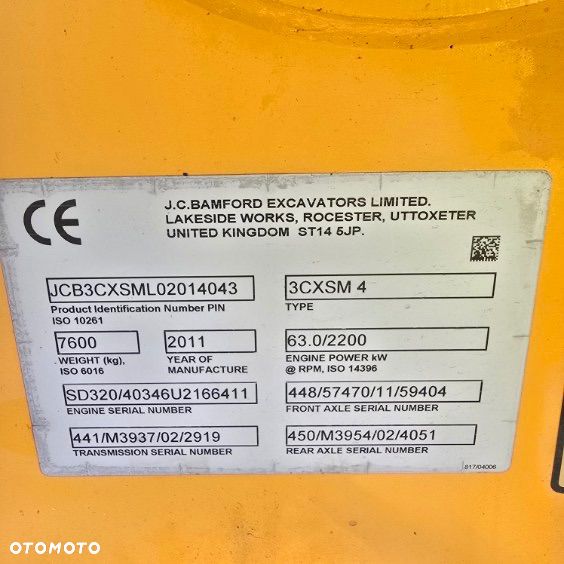 CE
J.C.BAMFORD EXCAVATORS LIMITED.
LAKESIDE WORKS, ROCESTER, UTTOXETER
UNITED KINGDOM ST14 5JP.
JCB3CXSML02014043
Product Identification Number PIN
ISO 10261
3CXSM 4
TYPE
7600
WEIGHT (kg),
ISO 6016
2011
YEAR OF
MANUFACTURE
63.0/2200
ENGINE POWER kW
@ RPM, ISO 14396
SD320/40346U2166411
ENGINE SERIAL NUMBER
448/57470/11/59404
FRONT AXLE SERIAL NUMBER
441/M3937/02/2919
TRANSMISSION SERIAL NUMBER
450/M3954/02/4051
REAR AXLE SERIAL NUMBER
817/04006
OTOMOTO